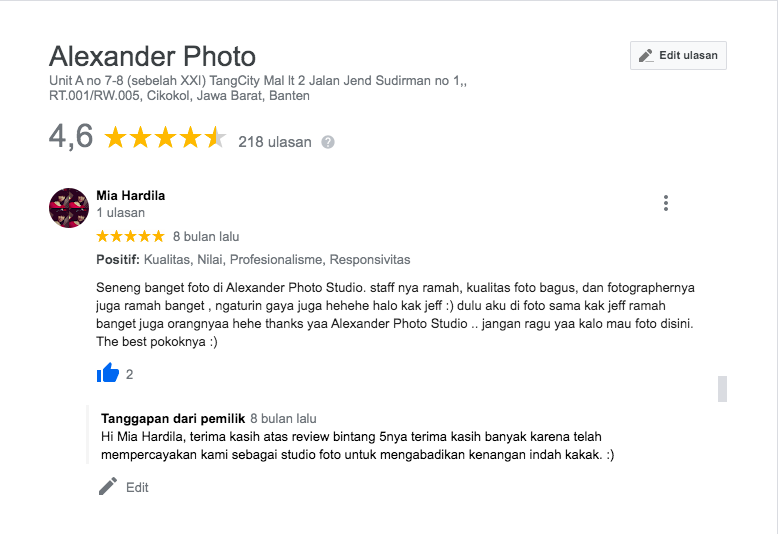 Alexander Photo
Edit ulasan
Unit A no 7-8 (sebelah XXI) TangCity Mal lt 2 Jalan Jend Sudirman no 1,,
RT.001/RW.005, Cikokol, Jawa Barat, Banten
4,6
218 ulasan
?
Mia Hardila
1 ulasan
8 bulan lalu
Positif: Kualitas, Nilai, Profesionalisme, Responsivitas
Seneng banget foto di Alexander Photo Studio. staff nya ramah, kualitas foto bagus, dan fotographernya
juga ramah banget , ngaturin gaya juga hehehe halo kak jeff :) dulu aku di foto sama kak jeff ramah
banget juga orangnyaa hehe thanks yaa Alexander Photo Studio .. jangan ragu yaa kalo mau foto disini.
The best pokoknya :)
2
Tanggapan dari pemilik 8 bulan lalu
Hi Mia Hardila, terima kasih atas review bintang 5nya terima kasih banyak karena telah
mempercayakan kami sebagai studio foto untuk mengabadikan kenangan indah kakak. :)
Edit